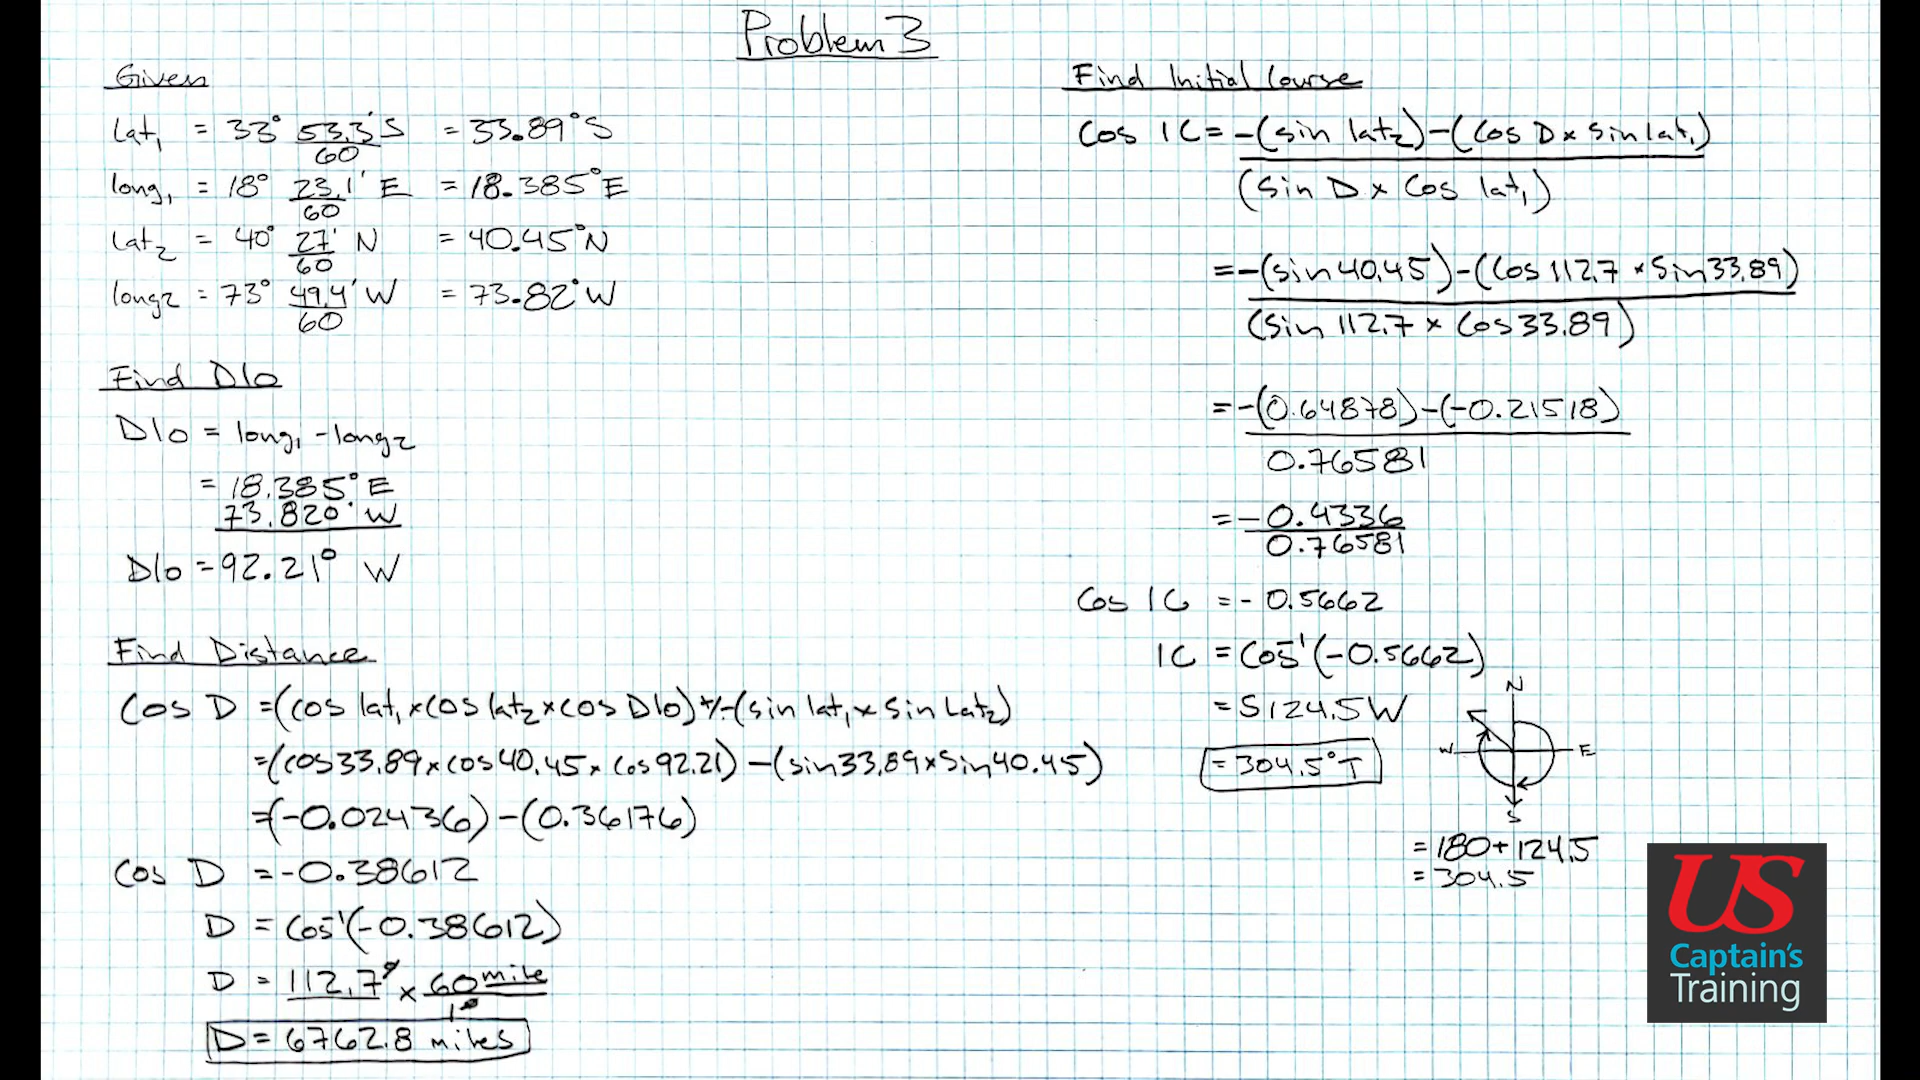 Problem 3
Given
Lat₁ = 33° 53.3'/60 S = 33.89°S
long₁ = 18° 23.1'/60 E = 18.385°E
Lat₂ = 40° 27'/60 N = 40.45°N
long2 = 73° 49.4'/60 W = 73.82°W
Find Dlo
Dlo = long₁ - long₂
= 18.385° E
73.820° W
Dlo = 92.21° W
Find Distance
Cos D = (cos lat₁ x cos lat₂ x cos Dlo) +/- (sin lat₁ x sin Lat₂)
= (cos 33.89 x cos 40.45 x cos 92.21) - (sin 33.89 x sin 40.45)
= (-0.02436) - (0.36176)
Cos D = -0.38612
D = Cos⁻¹(-0.38612)
D = 112.7° x 60 mile/1°
D = 6762.8 miles
Find Initial Course
Cos IC = -(sin lat₂) - (Cos D x sin lat₁)
(Sin D x Cos lat₁)
= -(sin 40.45) - (Cos 112.7 x Sin 33.89)
(Sin 112.7 x Cos 33.89)
= -(0.64878) - (-0.21518)
0.76581
= -0.4336
0.76581
Cos IC = -0.5662
IC = Cos⁻¹(-0.5662)
= S 124.5 W
= 304.5° T
N
W E
S
= 180 + 124.5
= 304.5
US
Captain's
Training